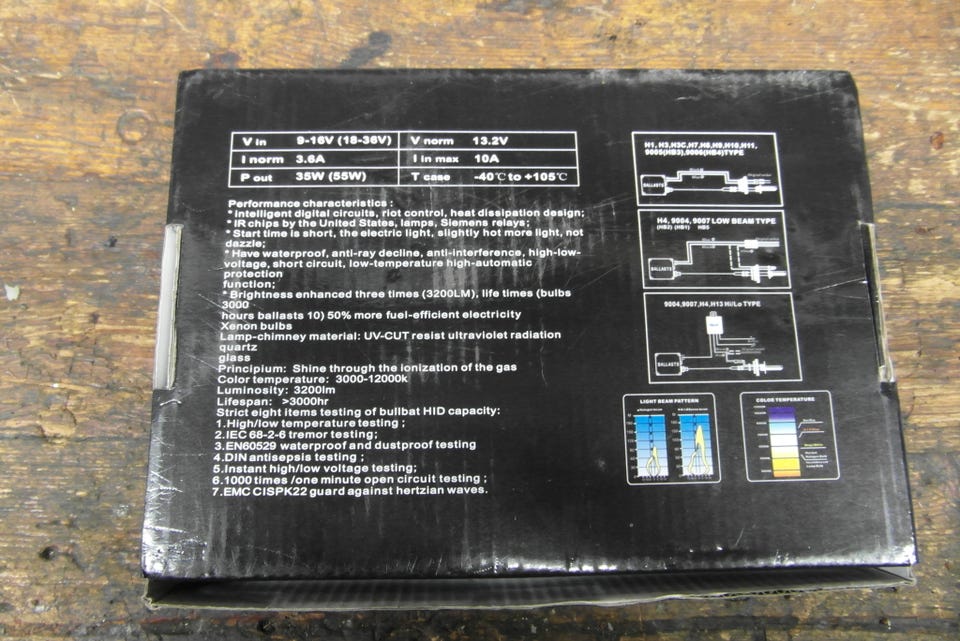 V in 9-16V (18-36V) V norm 13.2V
I norm 3.6A I in max 10A
P out 35W (55W) T case -40℃ to +105℃
Performance characteristics :
* Intelligent digital circuits, riot control, heat dissipation design;
* IR chips by the United States, lamps, Siemens relays;
* Start time is short, the electric light, slightly hot more light, not
dazzle;
* Have waterproof, anti-ray decline, anti-interference, high-low-
voltage, short circuit, low-temperature high-automatic
protection
function;
* Brightness enhanced three times (3200LM), life times (bulbs
3000
hours ballasts 10) 50% more fuel-efficient electricity
Xenon bulbs
Lamp-chimney material: UV-CUT resist ultraviolet radiation
quartz
glass
Principium: Shine through the ionization of the gas
Color temperature: 3000-12000k
Luminosity: 3200lm
Lifespan: >3000hr
Strict eight items testing of bullbat HID capacity:
1.High/low temperature testing ;
2.IEC 68-2-6 tremor testing;
3.EN60529 waterproof and dustproof testing
4.DIN antisepsis testing ;
5.Instant high/low voltage testing;
6.1000 times /one minute open circuit testing ;
7.EMC CISPK22 guard against hertzian waves.
H1, H3,H3C,H7,H8,H9,H10,H11,
9005(HB3),9006(HB4)TYPE
BALLASTS
H4, 9004, 9007 LOW BEAM TYPE
(HB2) (HB1) HB5
BALLASTS
9004,9007,H4,H13 Hi/Lo TYPE
BALLASTS
LIGHT BEAM PATTERN
COLOR TEMPERATURE